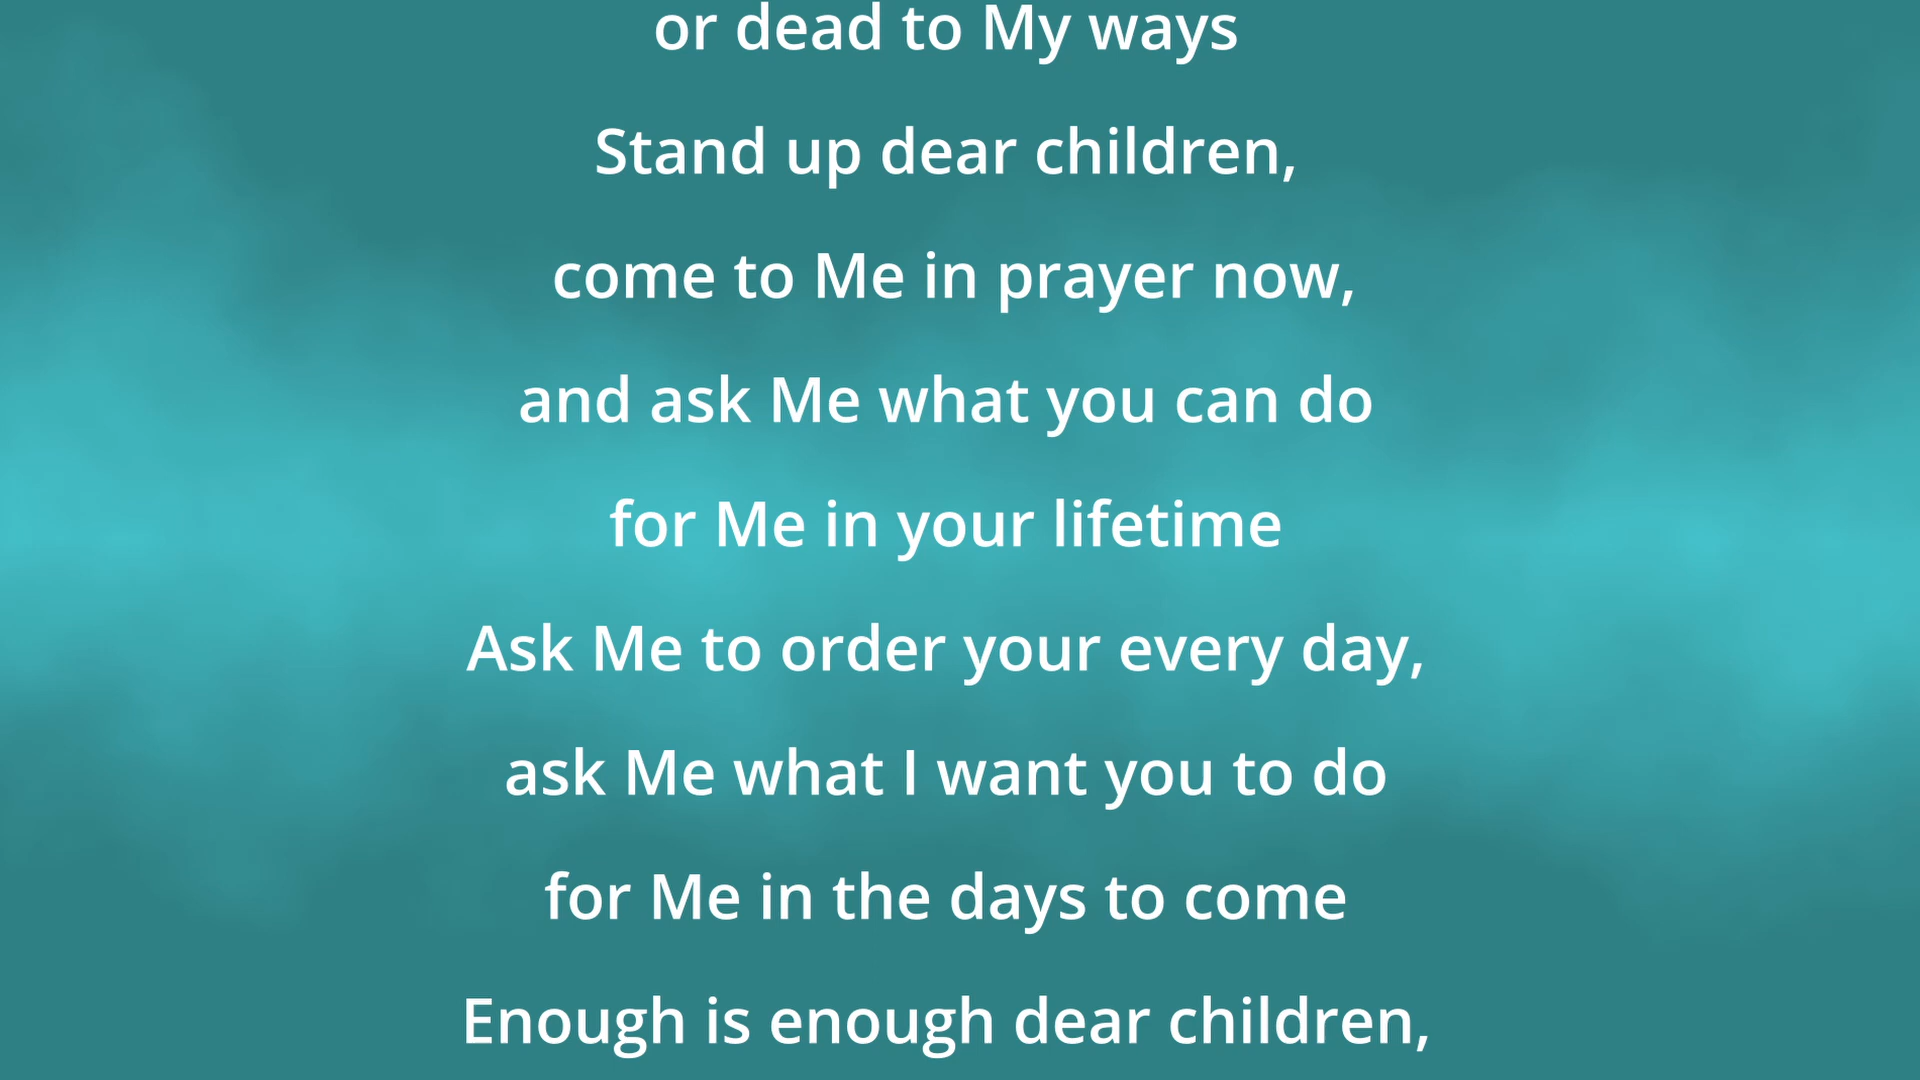 or dead to My ways
Stand up dear children,
come to Me in prayer now,
and ask Me what you can do
for Me in your lifetime
Ask Me to order your every day,
ask Me what I want you to do
for Me in the days to come
Enough is enough dear children,